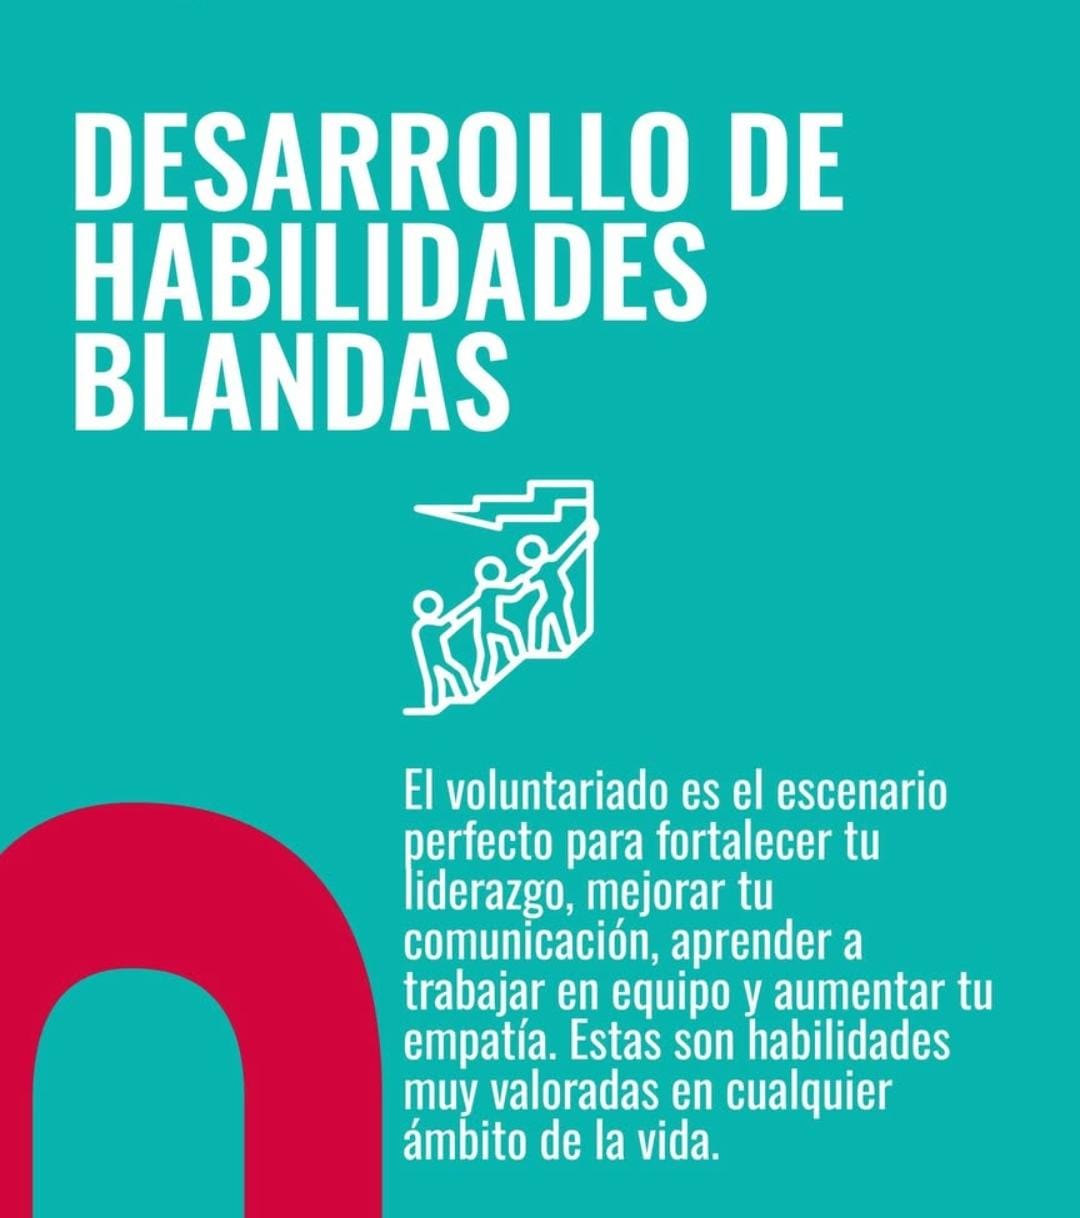 DESARROLLO DE
HABILIDADES
BLANDAS
El voluntariado es el escenario
perfecto para fortalecer tu
liderazgo, mejorar tu
comunicación, aprender a
trabajar en equipo y aumentar tu
empatía. Estas son habilidades
muy valoradas en cualquier
ámbito de la vida.